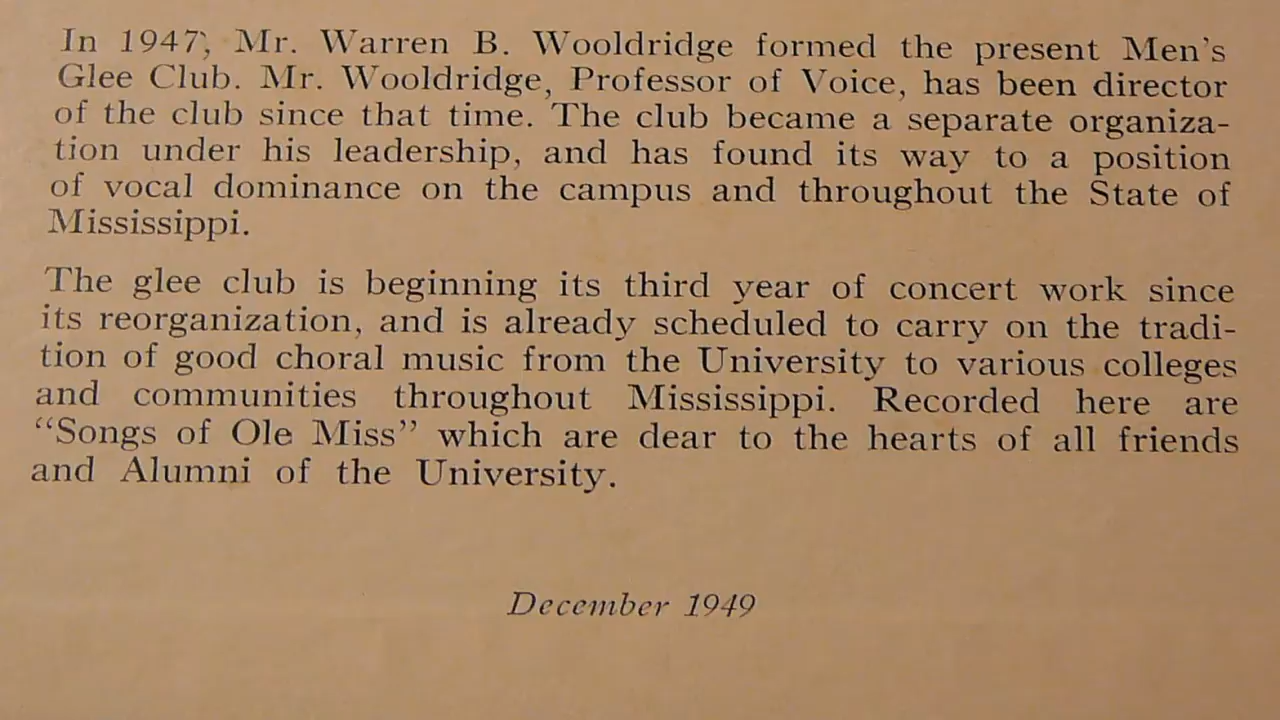 In 1947, Mr. Warren B. Wooldridge formed the present Men's
Glee Club. Mr. Wooldridge, Professor of Voice, has been director
of the club since that time. The club became a separate organiza-
tion under his leadership, and has found its way to a position
of vocal dominance on the campus and throughout the State of
Mississippi.
The glee club is beginning its third year of concert work since
its reorganization, and is already scheduled to carry on the tradi-
tion of good choral music from the University to various colleges
and communities throughout Mississippi. Recorded here are
“Songs of Ole Miss” which are dear to the hearts of all friends
and Alumni of the University.
December 1949